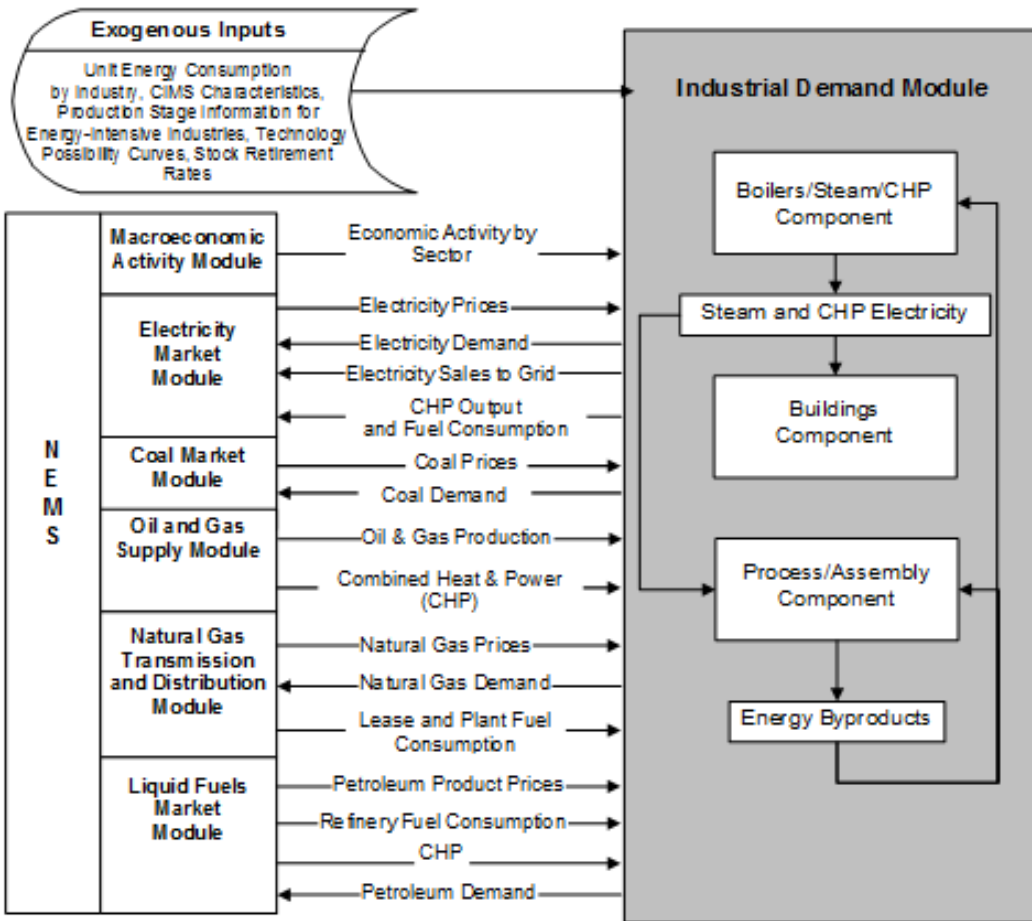 Exogenous Inputs
Unit Energy Consumption
by Industry, CIMS Characteristics,
Production Stage Information for
Energy-Intensive Industries, Technology
Possibility Curves, Stock Retirement
Rates
N
E
M
S
Macroeconomic
Activity Module
Electricity
Market
Module
Coal Market
Module
Oil and Gas
Supply Module
Natural Gas
Transmission
and Distribution
Module
Liquid Fuels
Market
Module
Economic Activity by
Sector
Electricity Prices
Electricity Demand
Electricity Sales to Grid
CHP Output
and Fuel Consumption
Coal Prices
Coal Demand
Oil & Gas Production
Combined Heat & Power
(CHP)
Natural Gas Prices
Natural Gas Demand
Lease and Plant Fuel
Consumption
Petroleum Product Prices
Refinery Fuel Consumption
CHP
Petroleum Demand
Industrial Demand Module
Boilers/Steam/CHP
Component
Steam and CHP Electricity
Buildings
Component
Process/Assembly
Component
Energy Byproducts